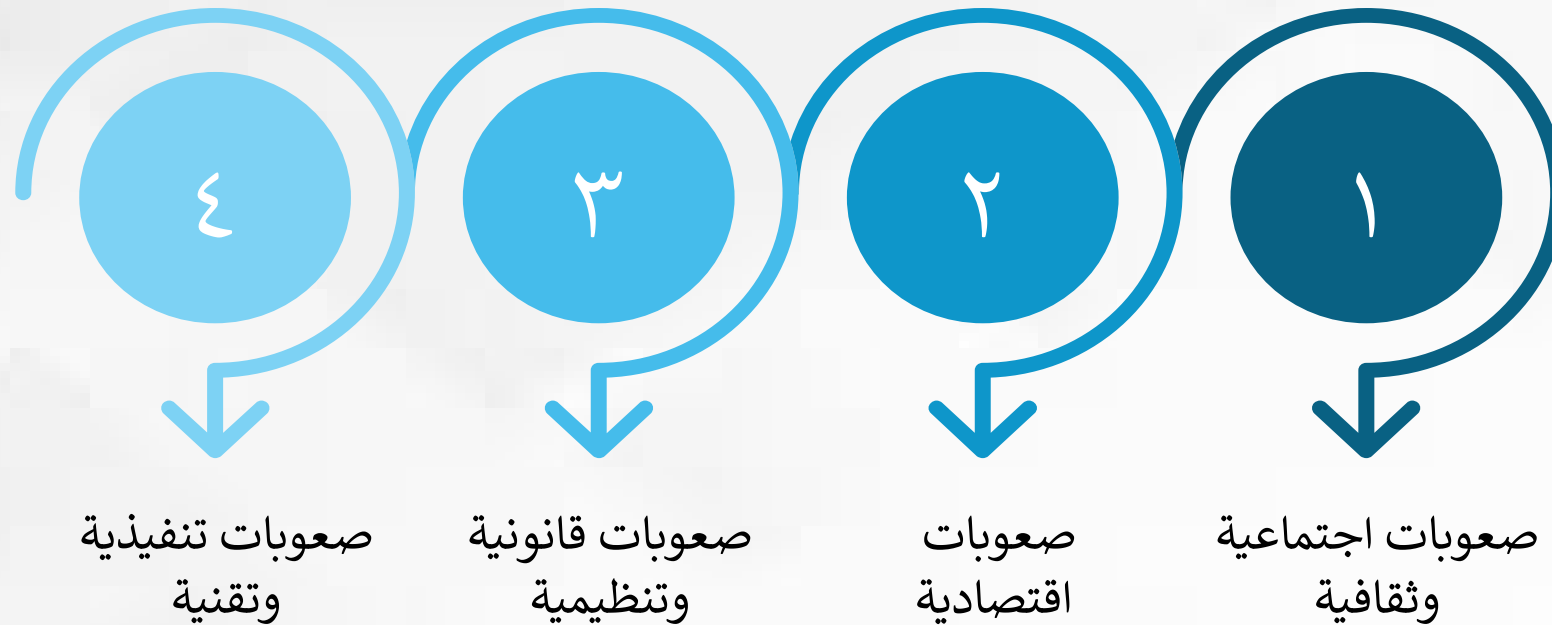 ١
صعوبات اجتماعية
وثقافية
٢
صعوبات
اقتصادية
٣
صعوبات قانونية
وتنظيمية
٤
صعوبات تنفيذية
وتقنية